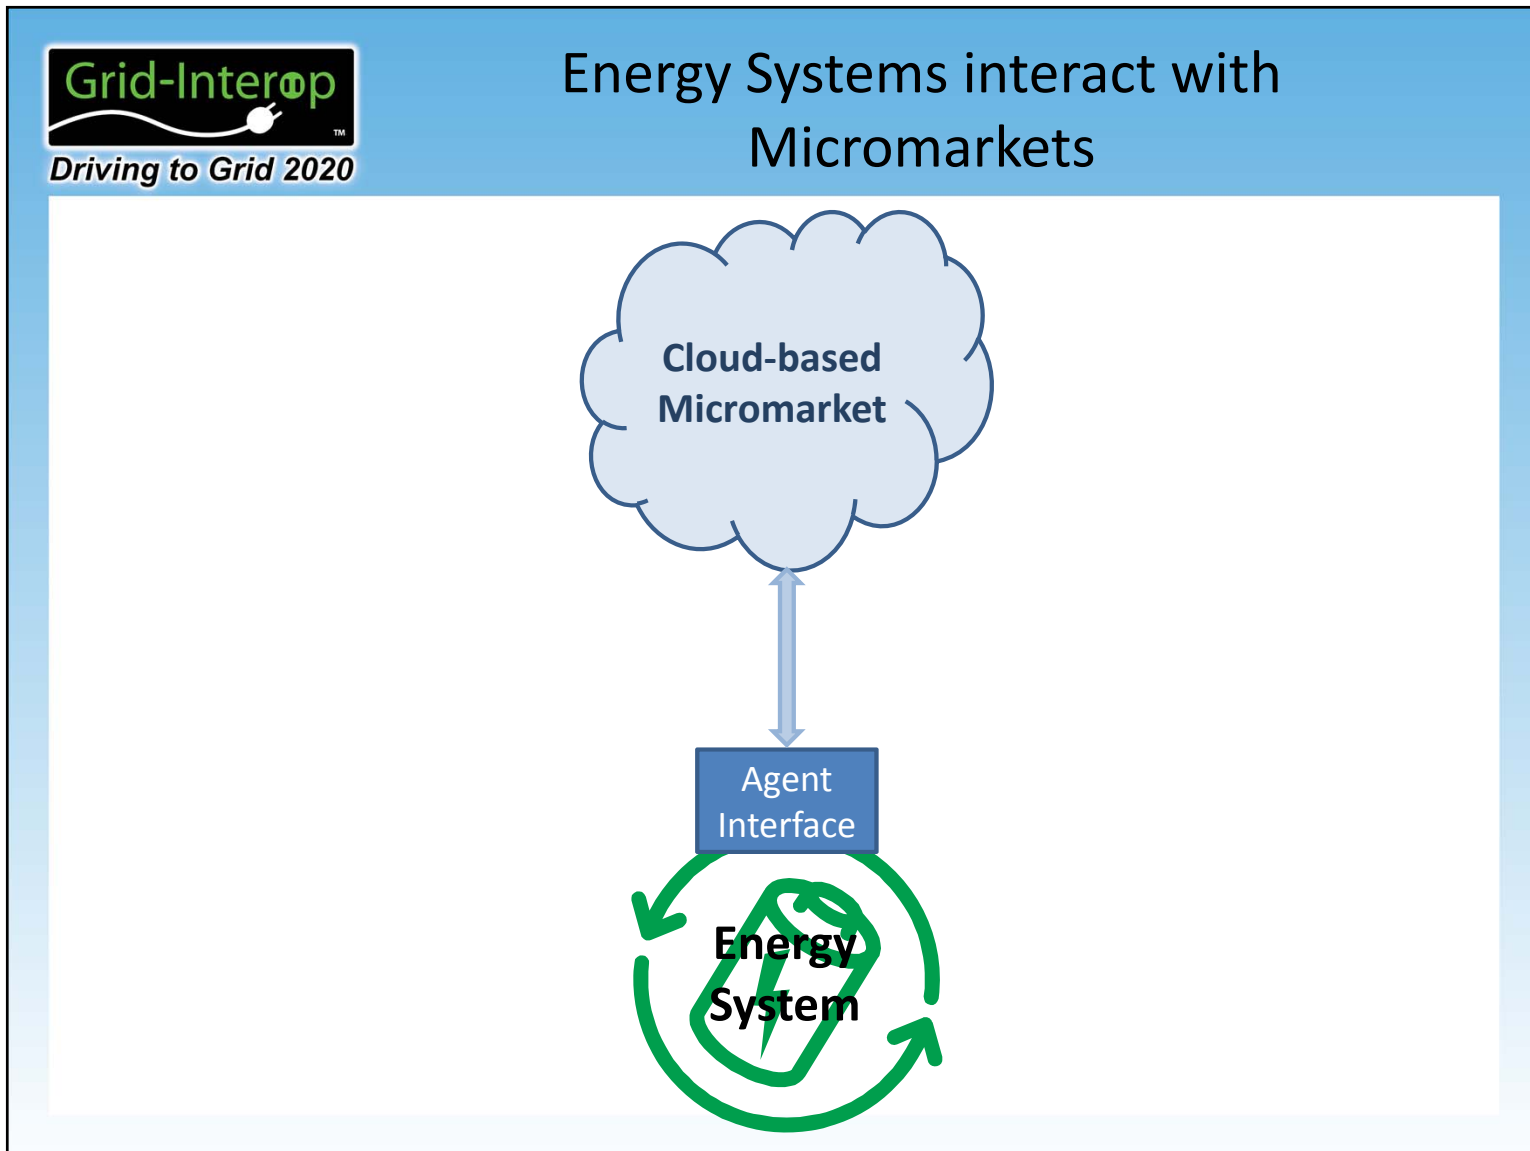 Grid-Interop
TM
Driving to Grid 2020
Energy Systems interact with
Micromarkets
Cloud-based
Micromarket
Agent
Interface
Energy
System